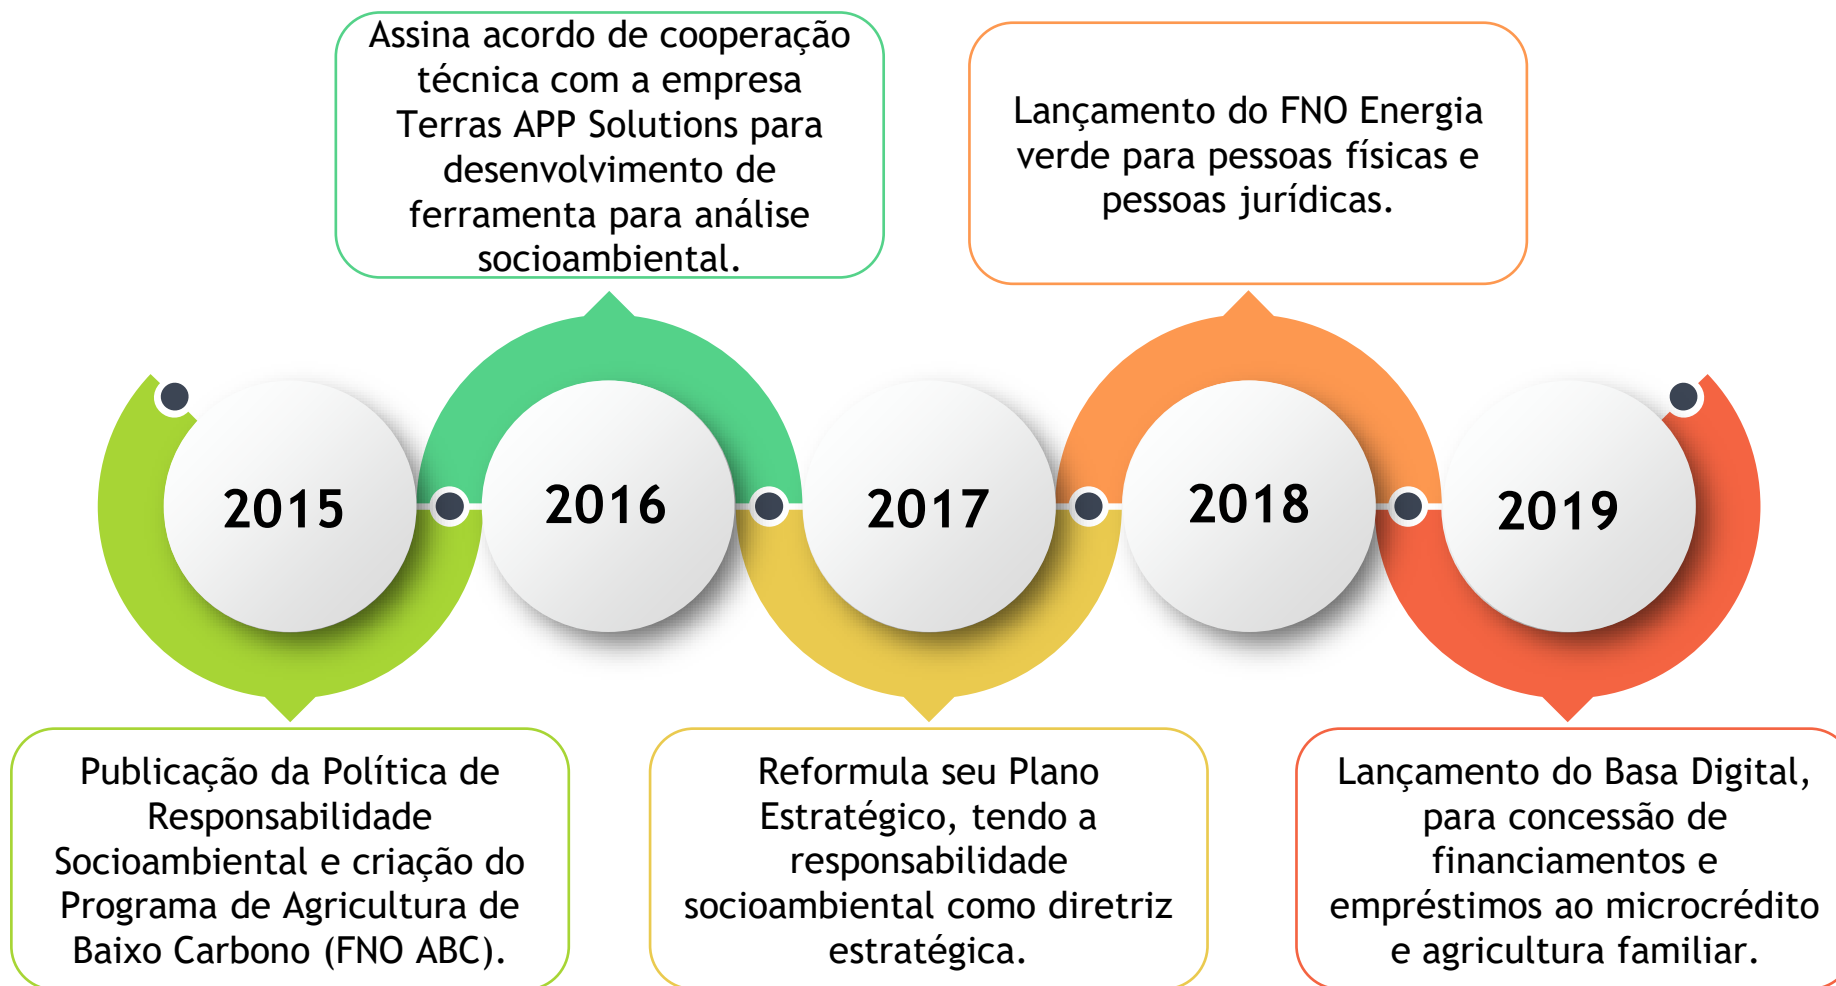 Assina acordo de cooperação
técnica com a empresa
Terras APP Solutions para
desenvolvimento de
ferramenta para análise
socioambiental.
Lançamento do FNO Energia
verde para pessoas físicas e
pessoas jurídicas.
2015
2016
2017
2018
2019
Publicação da Política de
Responsabilidade
Socioambiental e criação do
Programa de Agricultura de
Baixo Carbono (FNO ABC).
Reformula seu Plano
Estratégico, tendo a
responsabilidade
socioambiental como diretriz
estratégica.
Lançamento do Basa Digital,
para concessão de
financiamentos e
empréstimos ao microcrédito
e agricultura familiar.